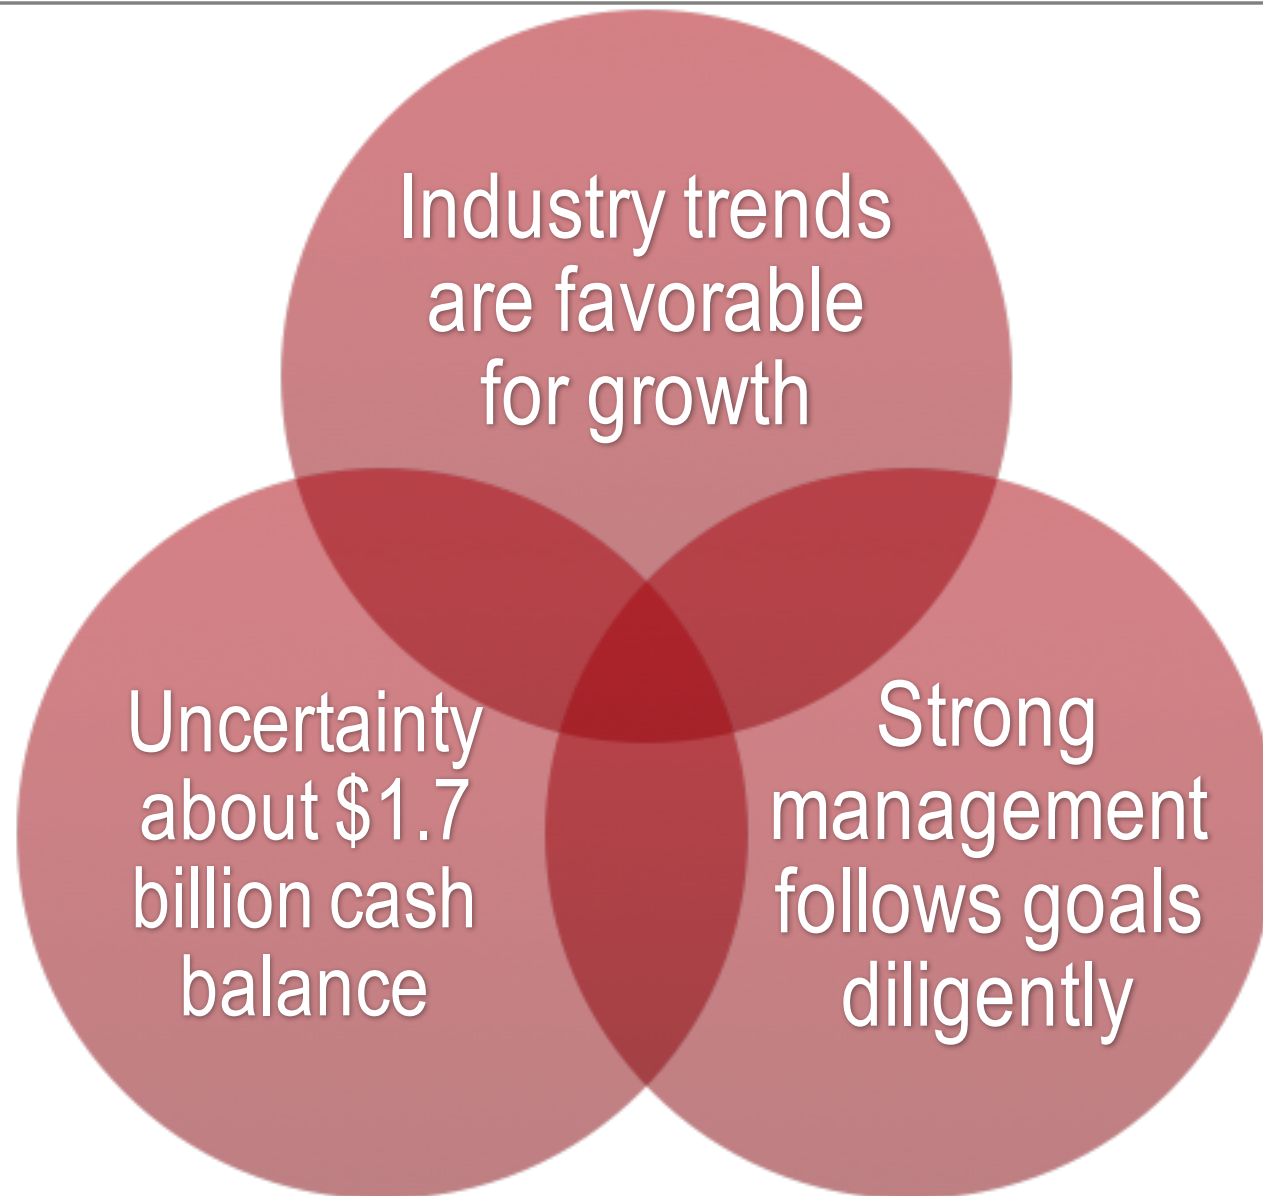 Industry trends
are favorable
for growth
Uncertainty
about $1.7
billion cash
balance
Strong
management
follows goals
diligently